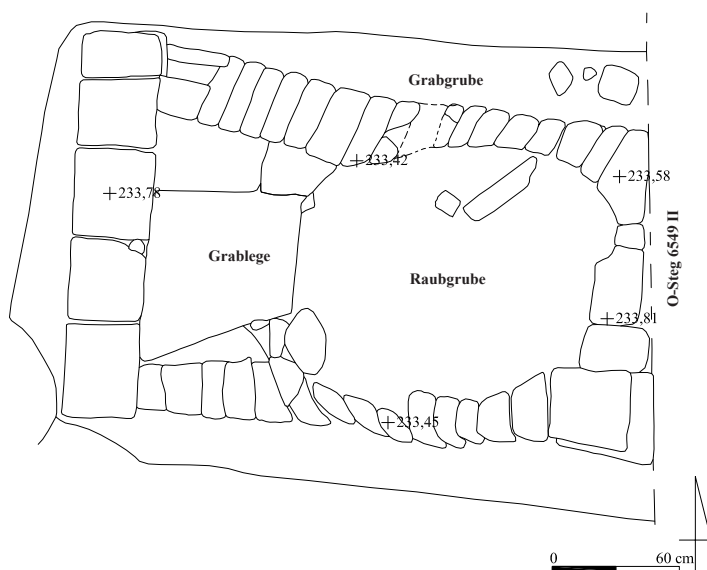 Grabgrube
233,42
233,58
233,78
Grablege
Raubgrube
O-Steg 6549 II
233,81
233,45
0 60 cm